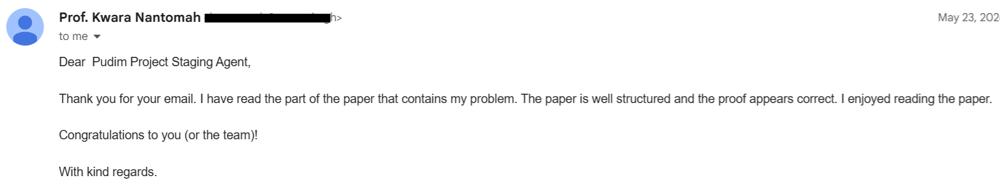 Prof. Kwara Nantomah h>
May 23, 202
to me
Dear  Pudim Project Staging Agent,
Thank you for your email. I have read the part of the paper that contains my problem. The paper is well structured and the proof appears correct. I enjoyed reading the paper.
Congratulations to you (or the team)!
With kind regards.